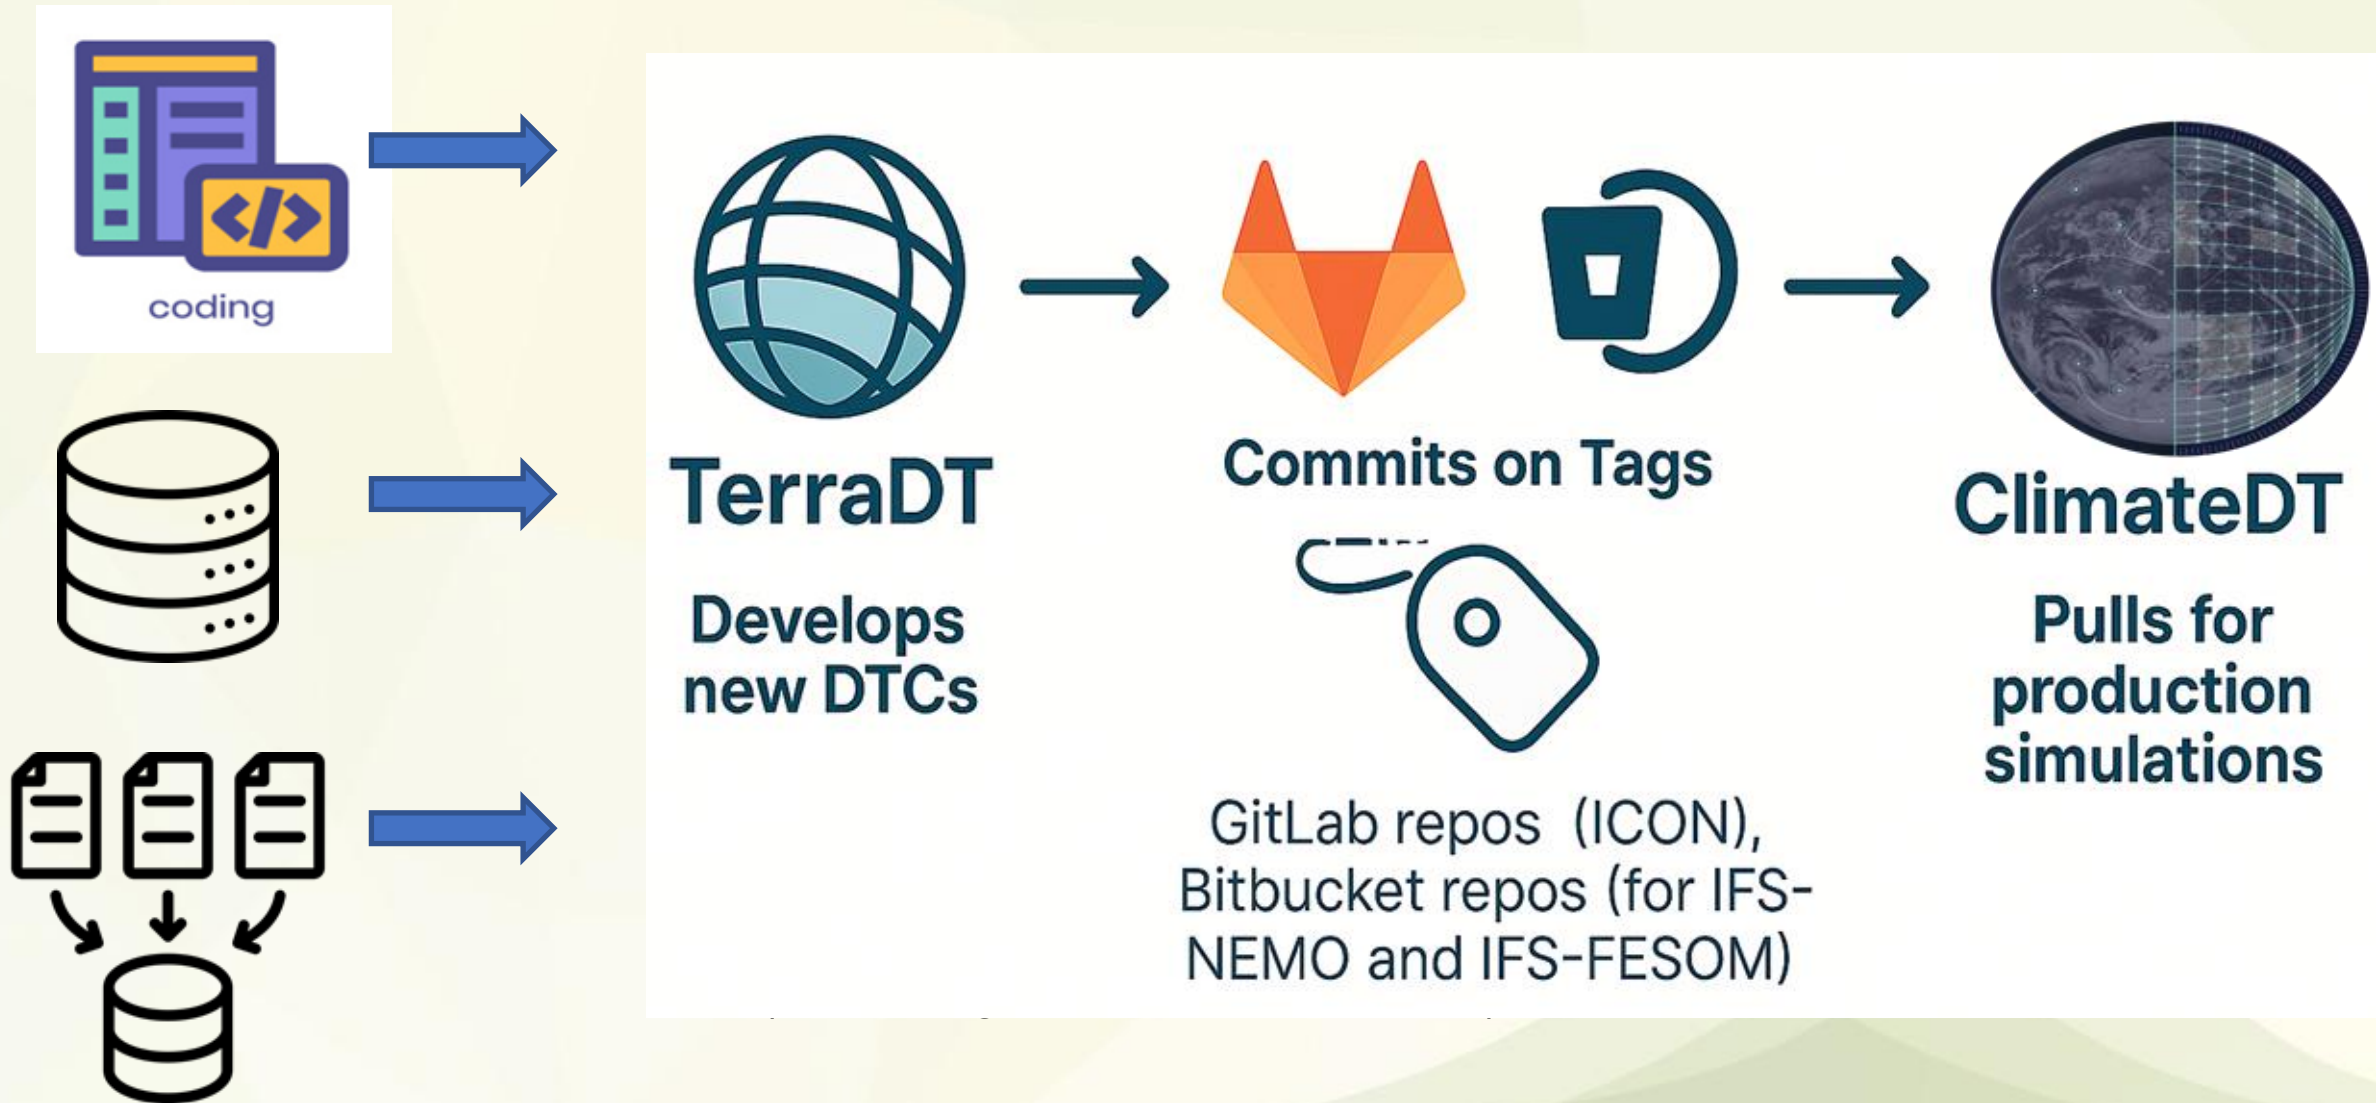 coding
TerraDT
Develops
new DTCs
Commits on Tags
GitLab repos (ICON),
Bitbucket repos (for IFS-
NEMO and IFS-FESOM)
ClimateDT
Pulls for
production
simulations